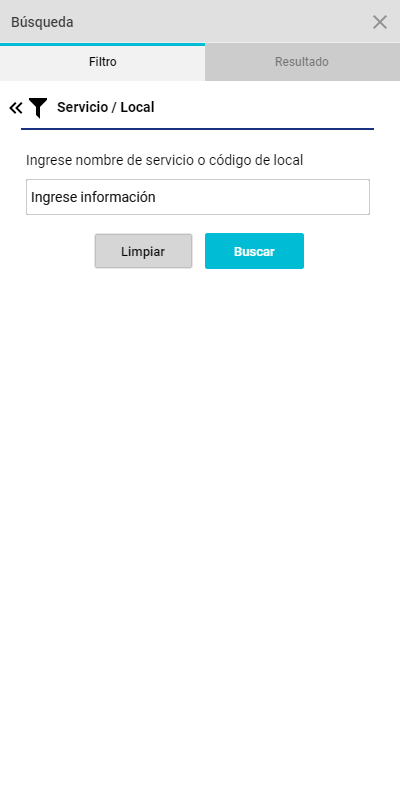 Búsqueda
Filtro Resultado
Servicio / Local
Ingrese nombre de servicio o código de local
Ingrese información
Limpiar Buscar